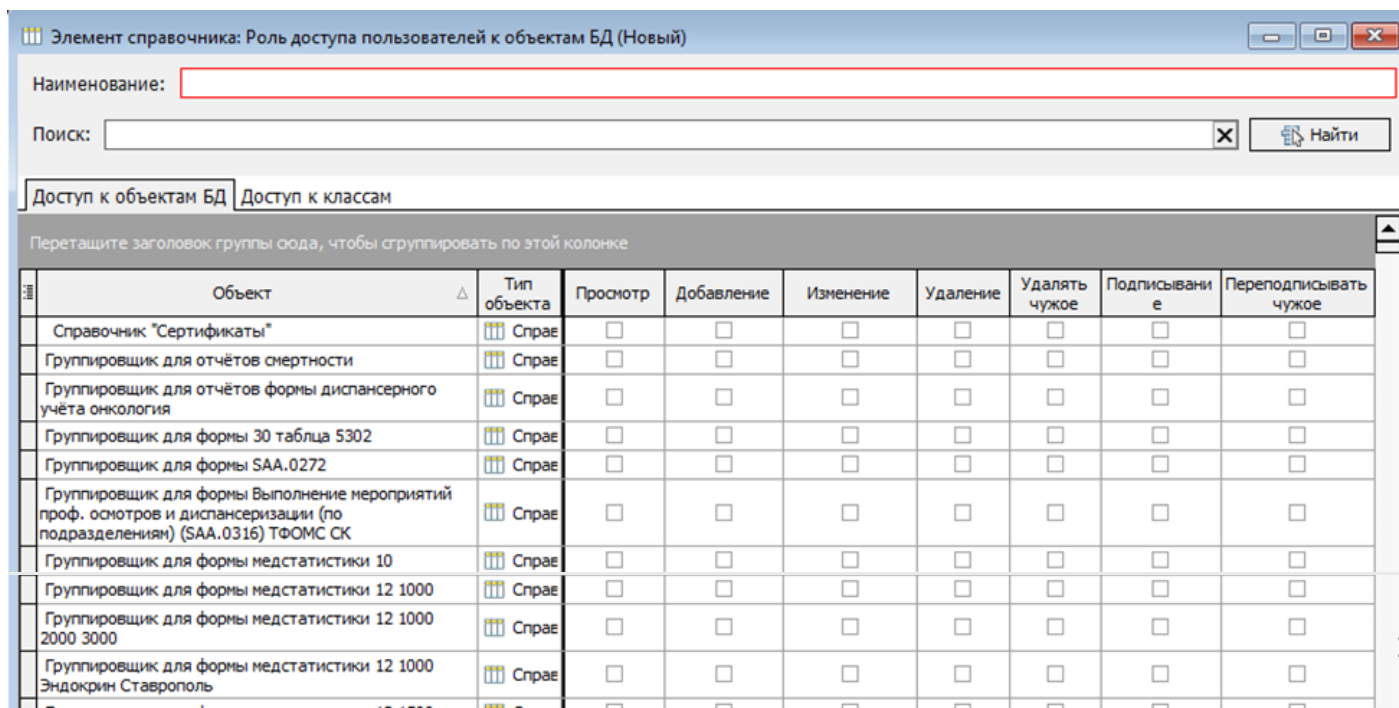 Элемент справочника: Роль доступа пользователей к объектам БД (Новый)
Наименование:
Поиск:
Найти
Доступ к объектам БД Доступ к классам
Перетащите заголовок группы сюда, чтобы сгруппировать по этой колонке
Объект Тип объекта Просмотр Добавление Изменение Удаление Удалять чужое Подписывание Переподписывать чужое
Справочник "Сертификаты" Справ
Группировщик для отчётов смертности Справ
Группировщик для отчётов формы диспансерного
учёта онкология Справ
Группировщик для формы 30 таблца 5302 Справ
Группировщик для формы SAA.0272 Справ
Группировщик для формы Выполнение мероприятий
проф. осмотров и диспансеризации (по Справ
подразделениям) (SAA.0316) ТФОМС СК
Группировщик для формы медстатистики 10 Справ
Группировщик для формы медстатистики 12 1000 Справ
Группировщик для формы медстатистики 12 1000
2000 3000 Справ
Группировщик для формы медстатистики 12 1000
Эндокрин Ставрополь Справ